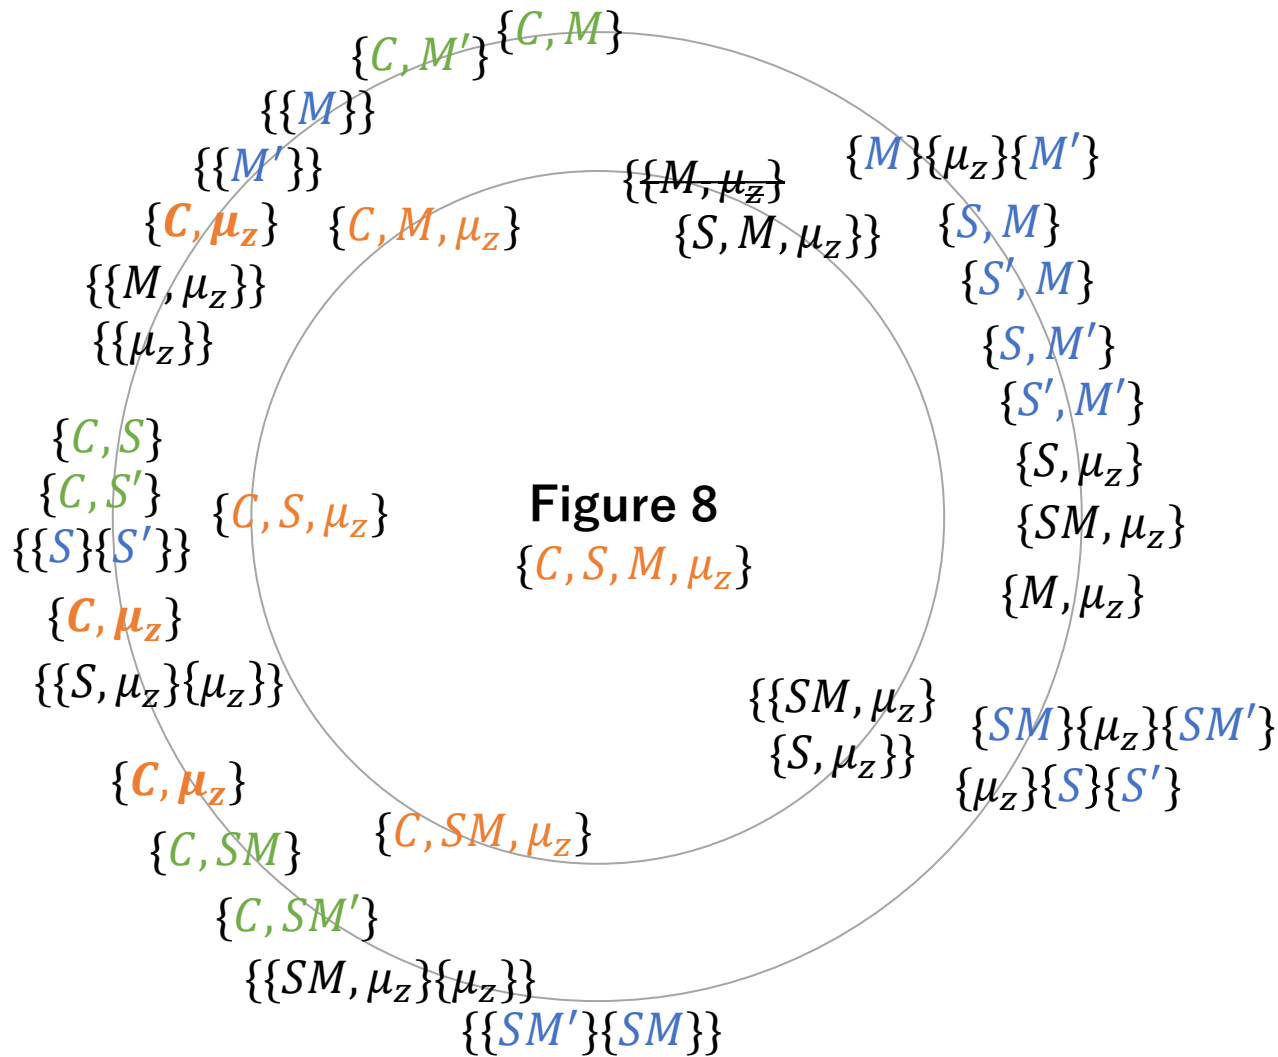 {C, M}
{C, M′}
{{M}}
{{M′}}
{C, μz}
{{M, μz}}
{{μz}}
{C, M, μz}
{{M, μz}
{S, M, μz}}
{M}{μz}{M′}
{S, M}
{S′, M}
{S, M′}
{S′, M′}
{S, μz}
{SM, μz}
{M, μz}
{C, S}
{C, S′}
{{S}{S′}}
{C, μz}
{{S, μz}{μz}}
{C, S, μz}
Figure 8
{C, S, M, μz}
{{SM, μz}
{S, μz}}
{SM}{μz}{SM′}
{μz}{S}{S′}
{C, μz}
{C, SM}
{C, SM′}
{C, SM, μz}
{{SM, μz}{μz}}
{{SM′}{SM}}